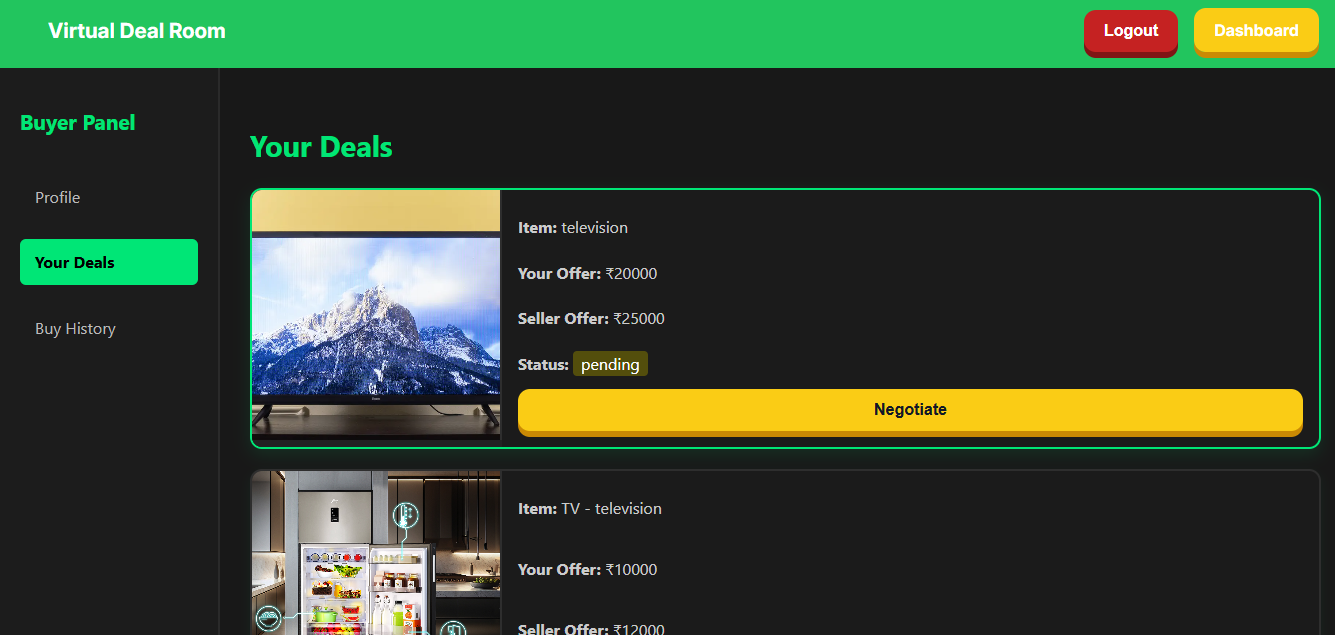 Virtual Deal Room
Logout
Dashboard
Buyer Panel
Profile
Your Deals
Buy History
Your Deals
Item: television
Your Offer: ₹20000
Seller Offer: ₹25000
Status: pending
Negotiate
Item: TV - television
Your Offer: ₹10000
Seller Offer: ₹12000